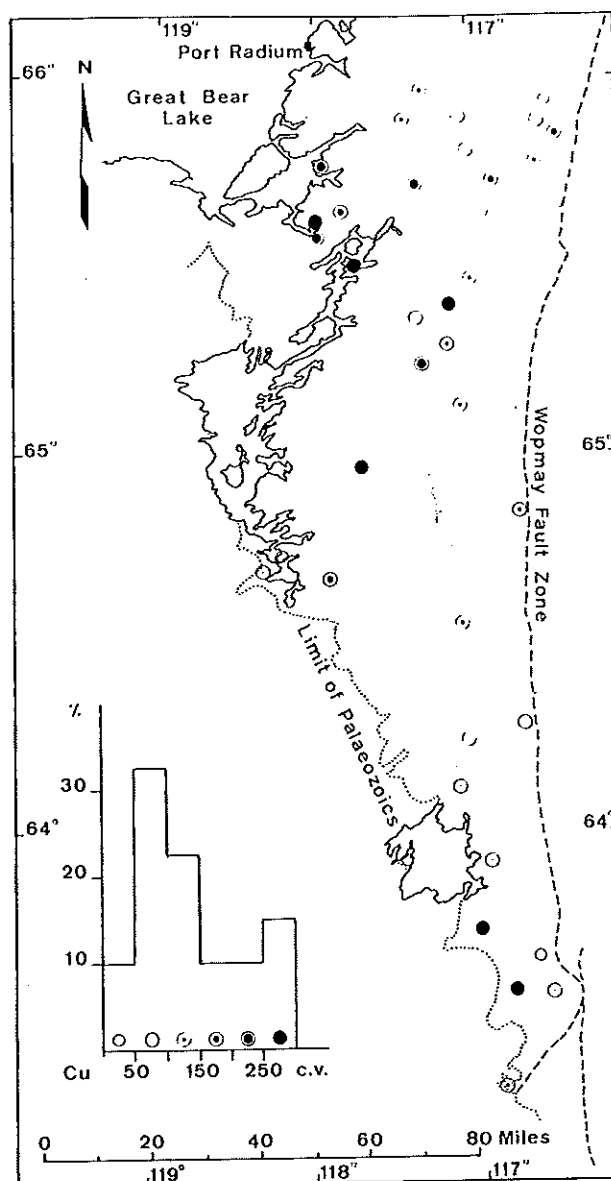 119° 117°
66"
N
Port Radium
Great Bear
Lake
65" 65"
Wopmay Fault Zone
Limit of Palaeozoics
%
30
20
10
64° 64°
Cu 50 150 250 c.v.
0 20 40 60 80 Miles
119° 118° 117°